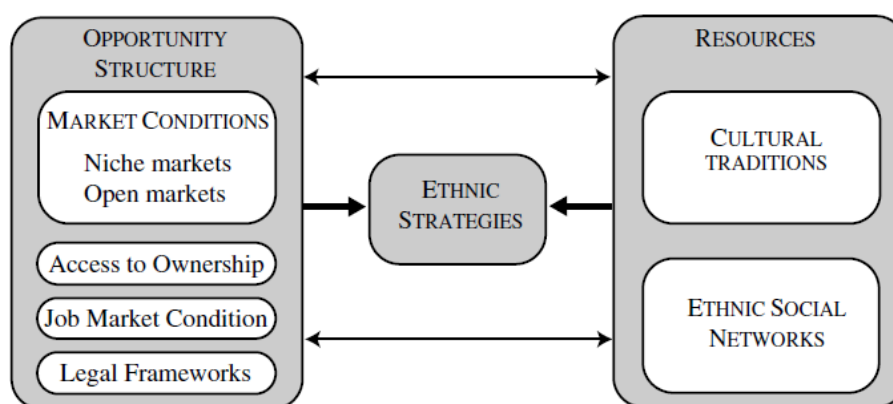 OPPORTUNITY
STRUCTURE
MARKET CONDITIONS
Niche markets
Open markets
Access to Ownership
Job Market Condition
Legal Frameworks
ETHNIC
STRATEGIES
RESOURCES
CULTURAL
TRADITIONS
ETHNIC SOCIAL
NETWORKS